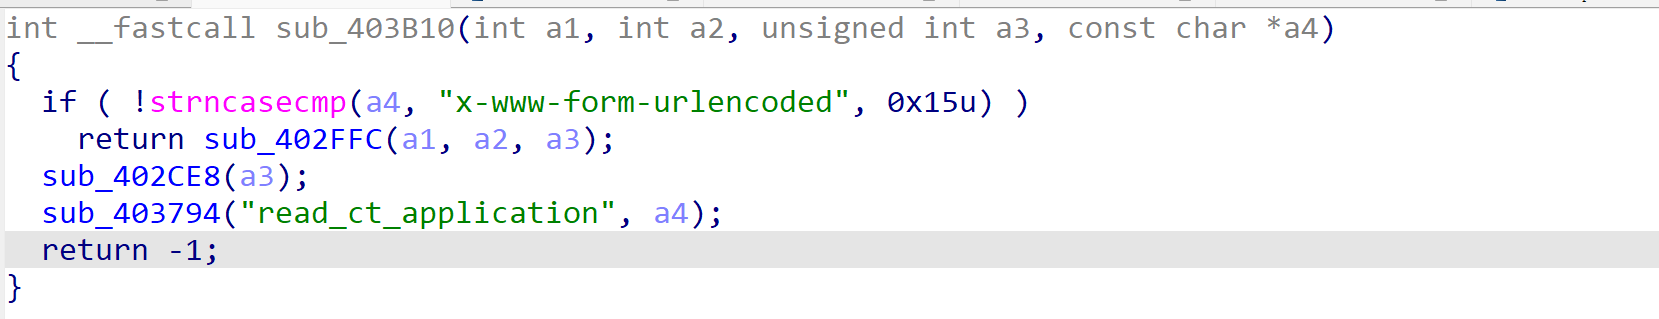 int __fastcall sub_403B10(int a1, int a2, unsigned int a3, const char *a4)
{
  if ( !strncasecmp(a4, "x-www-form-urlencoded", 0x15u) )
    return sub_402FFC(a1, a2, a3);
  sub_402CE8(a3);
  sub_403794("read_ct_application", a4);
  return -1;
}